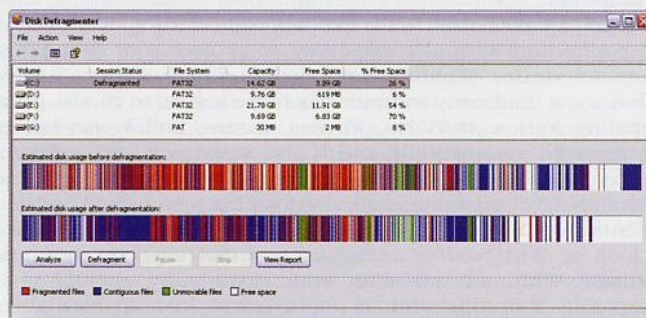 Disk Defragmenter
File Action View Help
Volume Session Status File System Capacity Free Space % Free Space
(C:) Defragmented FAT32 14.62 GB 3.89 GB 26 %
(D:) FAT32 9.76 GB 619 MB 6 %
(E:) FAT32 21.78 GB 11.91 GB 54 %
(F:) FAT32 9.69 GB 6.83 GB 70 %
(G:) FAT 30 MB 2 MB 8 %
Estimated disk usage before defragmentation:
Estimated disk usage after defragmentation:
Analyze Defragment Pause Stop View Report
Fragmented files Contiguous files Unmovable files Free space